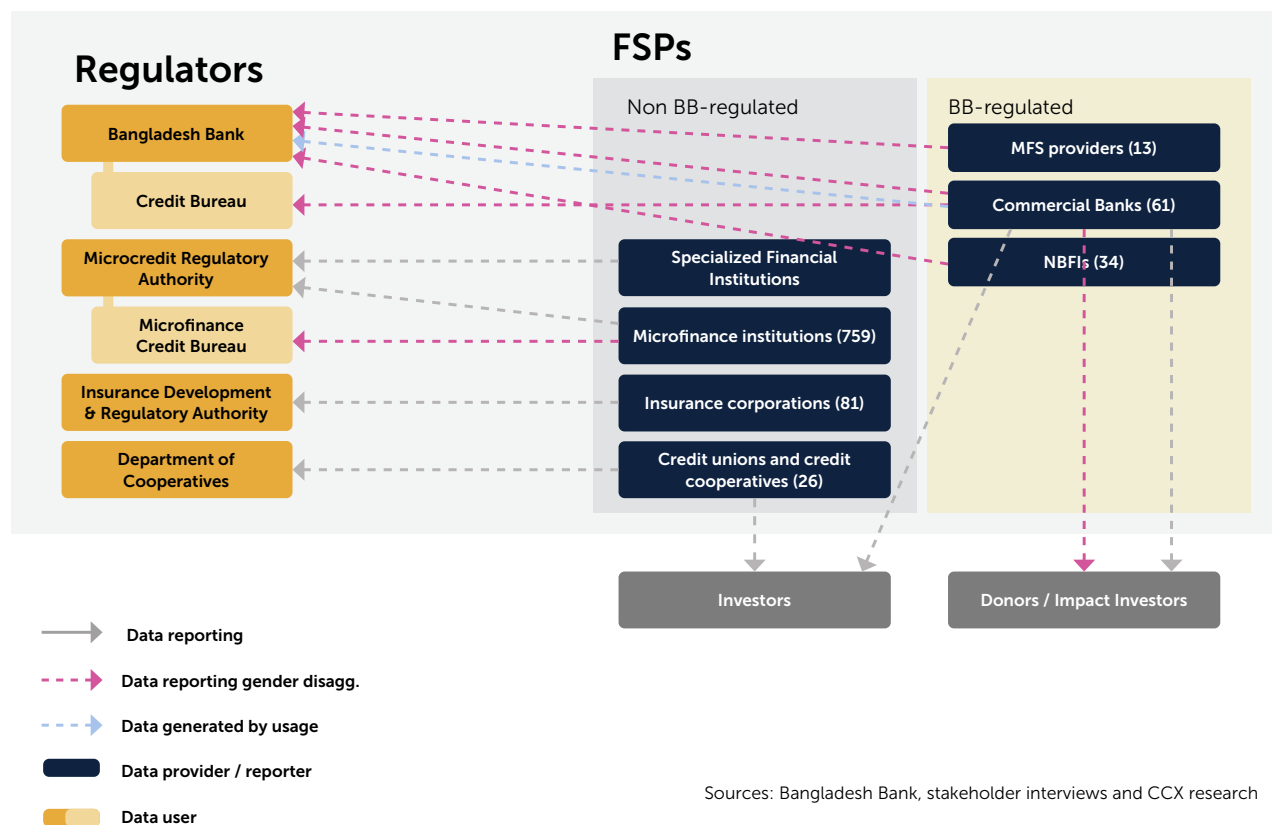 Regulators
Bangladesh Bank
Credit Bureau
Microcredit Regulatory
Authority
Microfinance
Credit Bureau
Insurance Development
& Regulatory Authority
Department of
Cooperatives
FSPs
Non BB-regulated
Specialized Financial
Institutions
Microfinance institutions (759)
Insurance corporations (81)
Credit unions and credit
cooperatives (26)
BB-regulated
MFS providers (13)
Commercial Banks (61)
NBFIs (34)
Investors
Donors / Impact Investors
Data reporting
Data reporting gender disagg.
Data generated by usage
Data provider / reporter
Data user
Sources: Bangladesh Bank, stakeholder interviews and CCX research